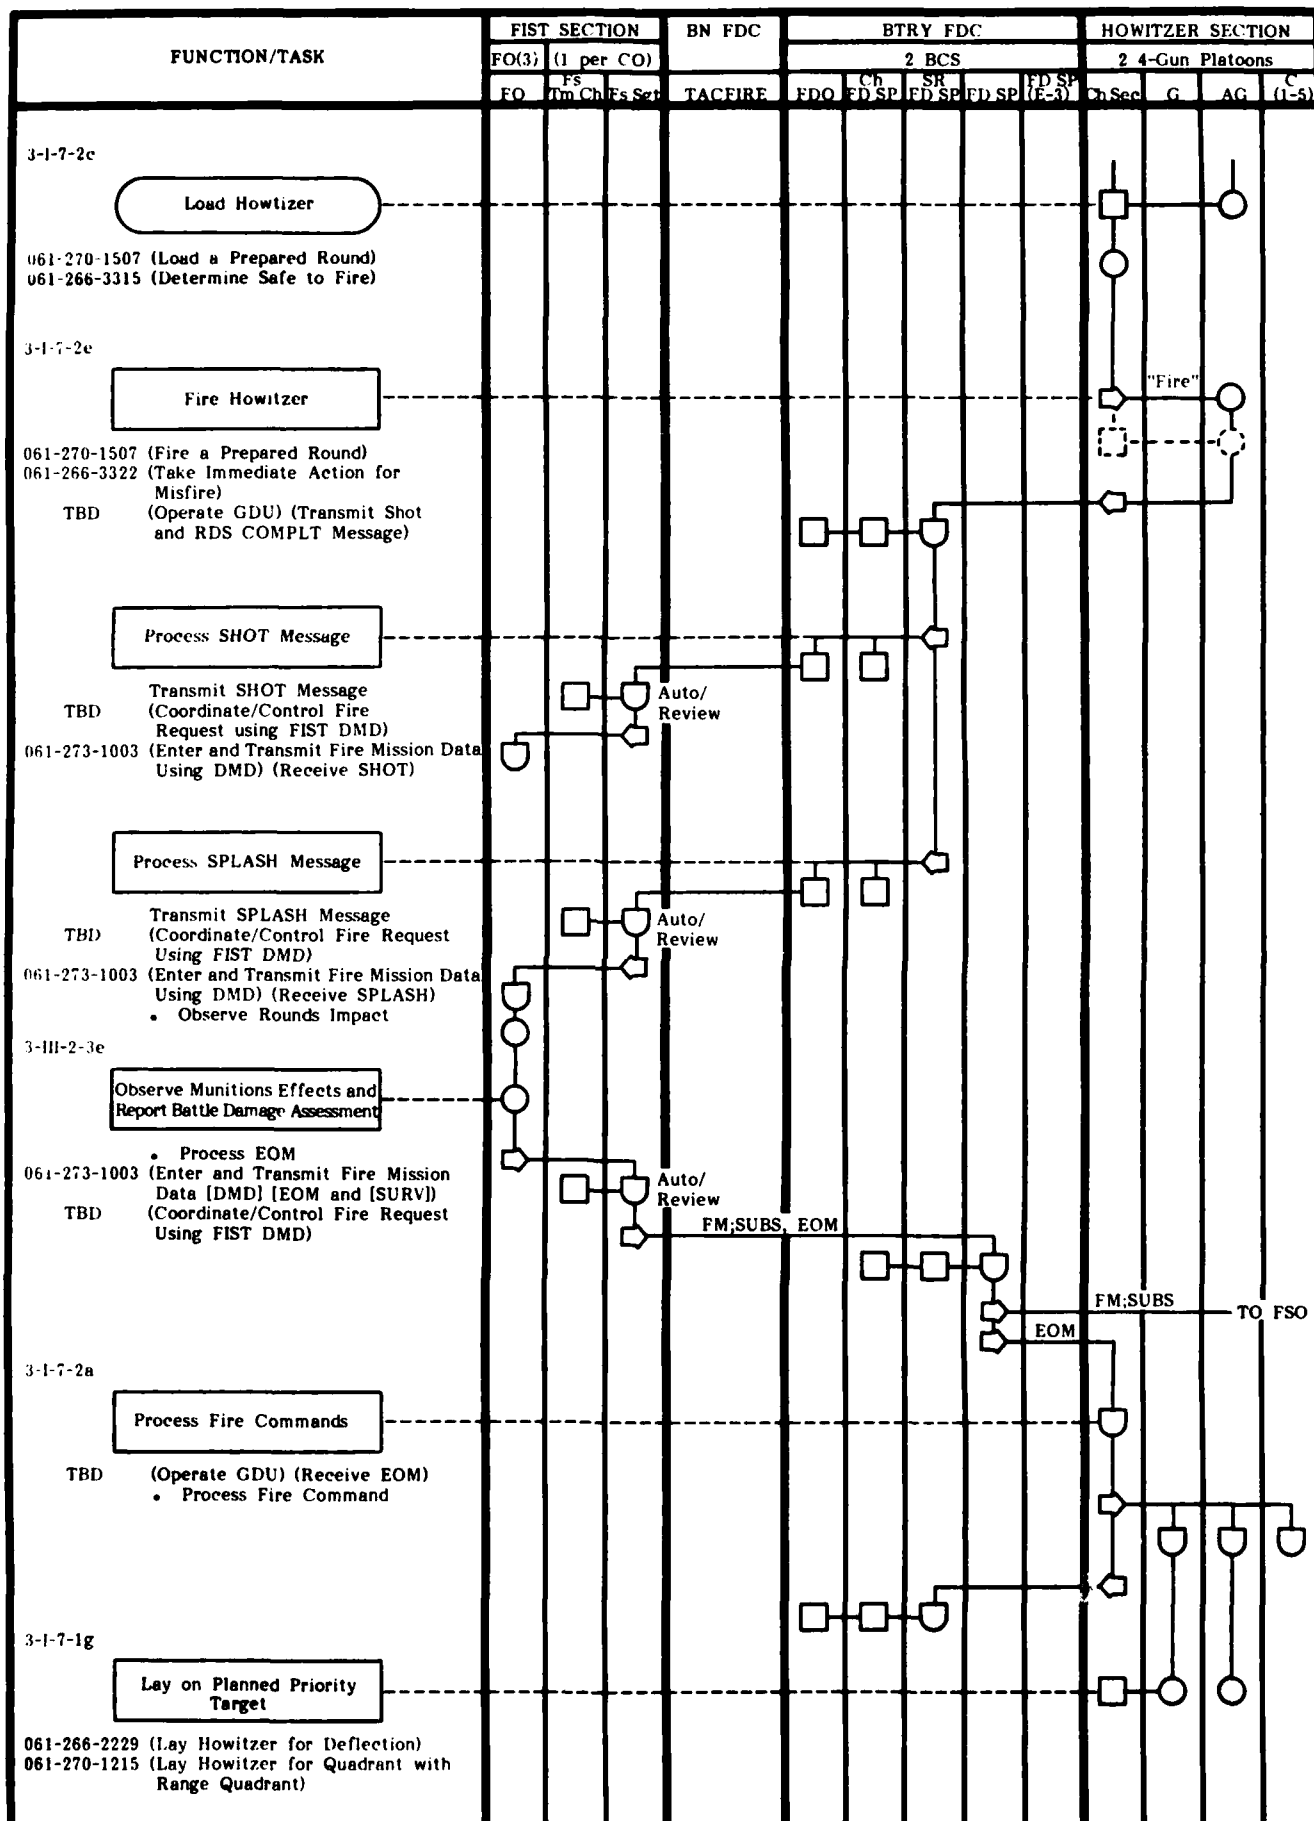 FUNCTION/TASK
FIST SECTION
BN FDC
BTRY FDC
HOWITZER SECTION
FO(3)
(1 per CO)
2 BCS
2 4-Gun Platoons
FO
Fs Tm Ch
Fs Sgt
TACFIRE
FDO
Ch FD SP
SR FD SP
FD SP
FD SP (E-3)
Ch Sec
G
AG
C (1-5)
3-I-7-2c
Load Howtizer
061-270-1507 (Load a Prepared Round)
061-266-3315 (Determine Safe to Fire)
3-I-7-2e
Fire Howitzer
"Fire"
061-270-1507 (Fire a Prepared Round)
061-266-3322 (Take Immediate Action for
Misfire)
TBD (Operate GDU) (Transmit Shot
and RDS COMPLT Message)
Process SHOT Message
Transmit SHOT Message
TBD (Coordinate/Control Fire
Request using FIST DMD)
061-273-1003 (Enter and Transmit Fire Mission Data
Using DMD) (Receive SHOT)
Auto/
Review
Process SPLASH Message
Transmit SPLASH Message
TBD (Coordinate/Control Fire Request
Using FIST DMD)
061-273-1003 (Enter and Transmit Fire Mission Data
Using DMD) (Receive SPLASH)
• Observe Rounds Impact
Auto/
Review
3-III-2-3e
Observe Munitions Effects and
Report Battle Damage Assessment
• Process EOM
061-273-1003 (Enter and Transmit Fire Mission
Data [DMD] [EOM and [SURV])
TBD (Coordinate/Control Fire Request
Using FIST DMD)
Auto/
Review
FM;SUBS, EOM
FM;SUBS
TO FSO
EOM
3-I-7-2a
Process Fire Commands
TBD (Operate GDU) (Receive EOM)
• Process Fire Command
3-I-7-1g
Lay on Planned Priority
Target
061-266-2229 (Lay Howitzer for Deflection)
061-270-1215 (Lay Howitzer for Quadrant with
Range Quadrant)